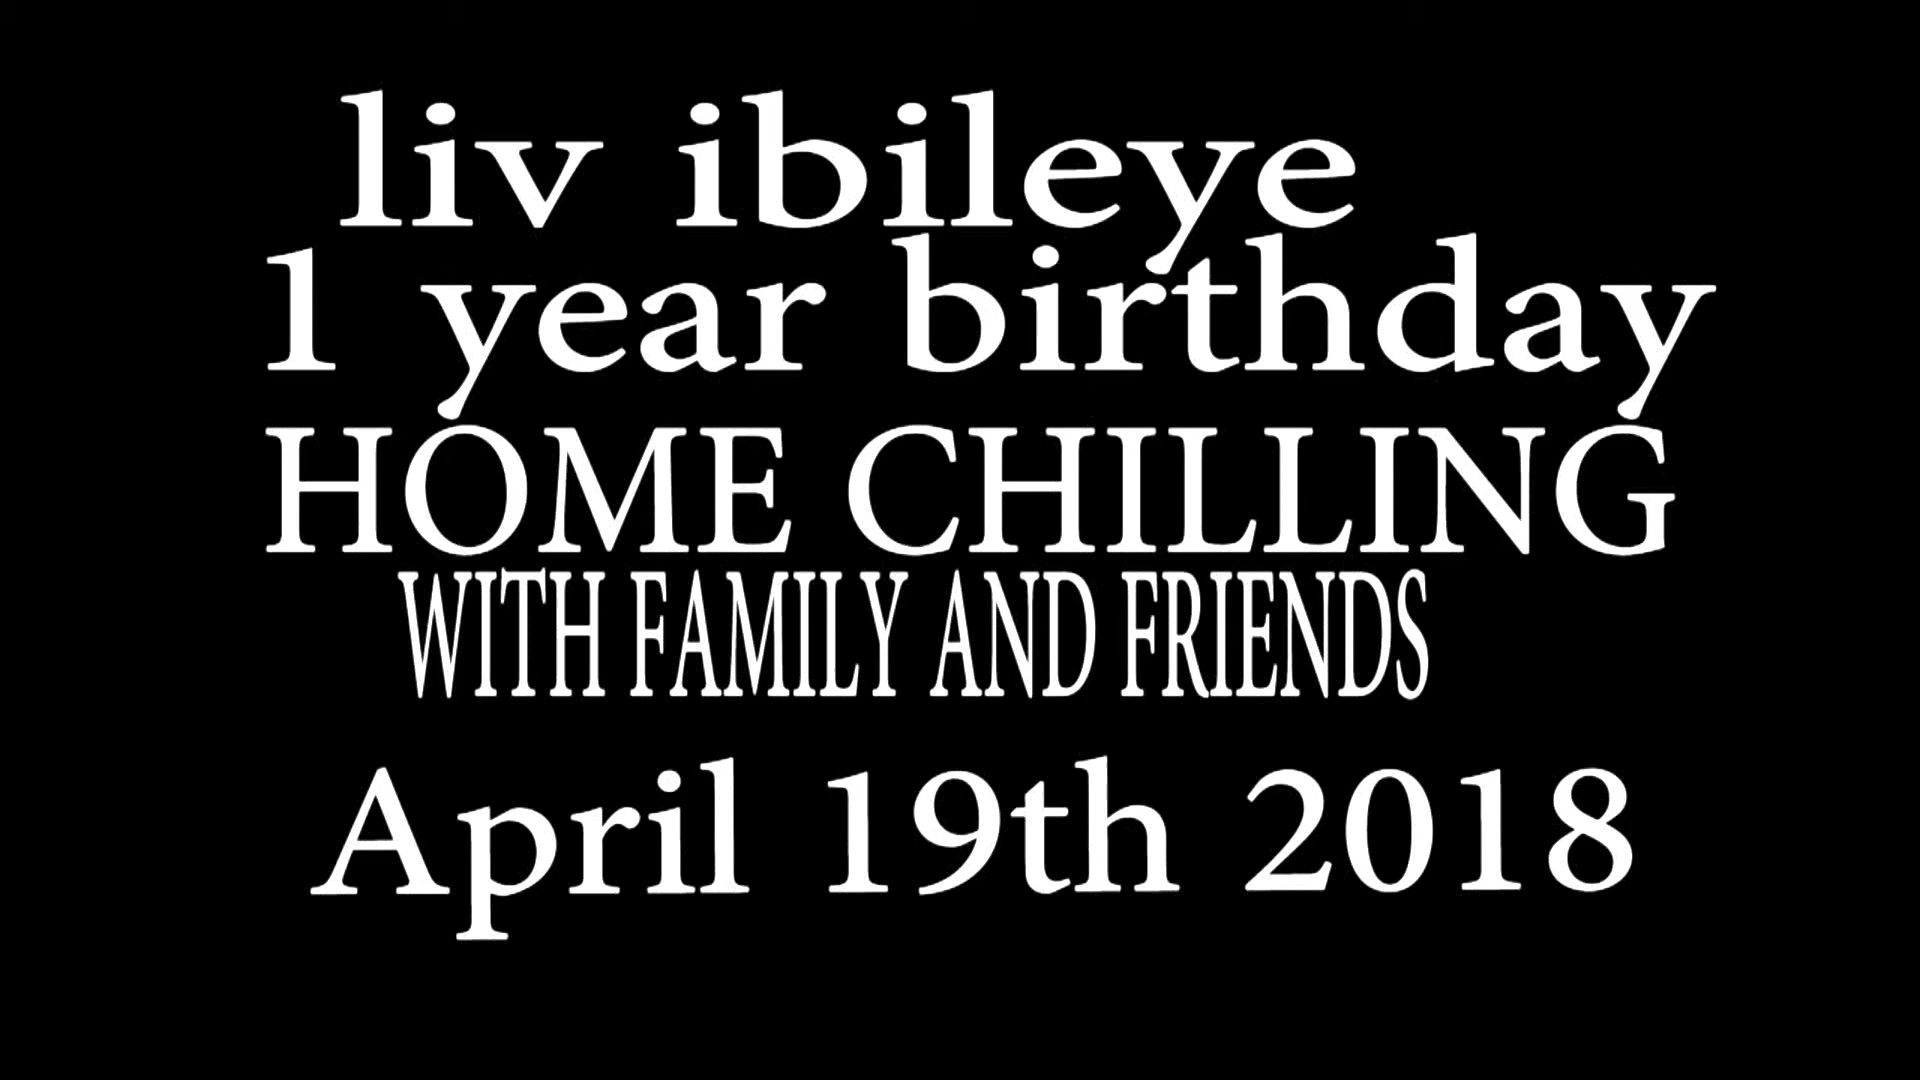 liv ibileye
1 year birthday
HOME CHILLING
WITH FAMILY AND FRIENDS
April 19th 2018